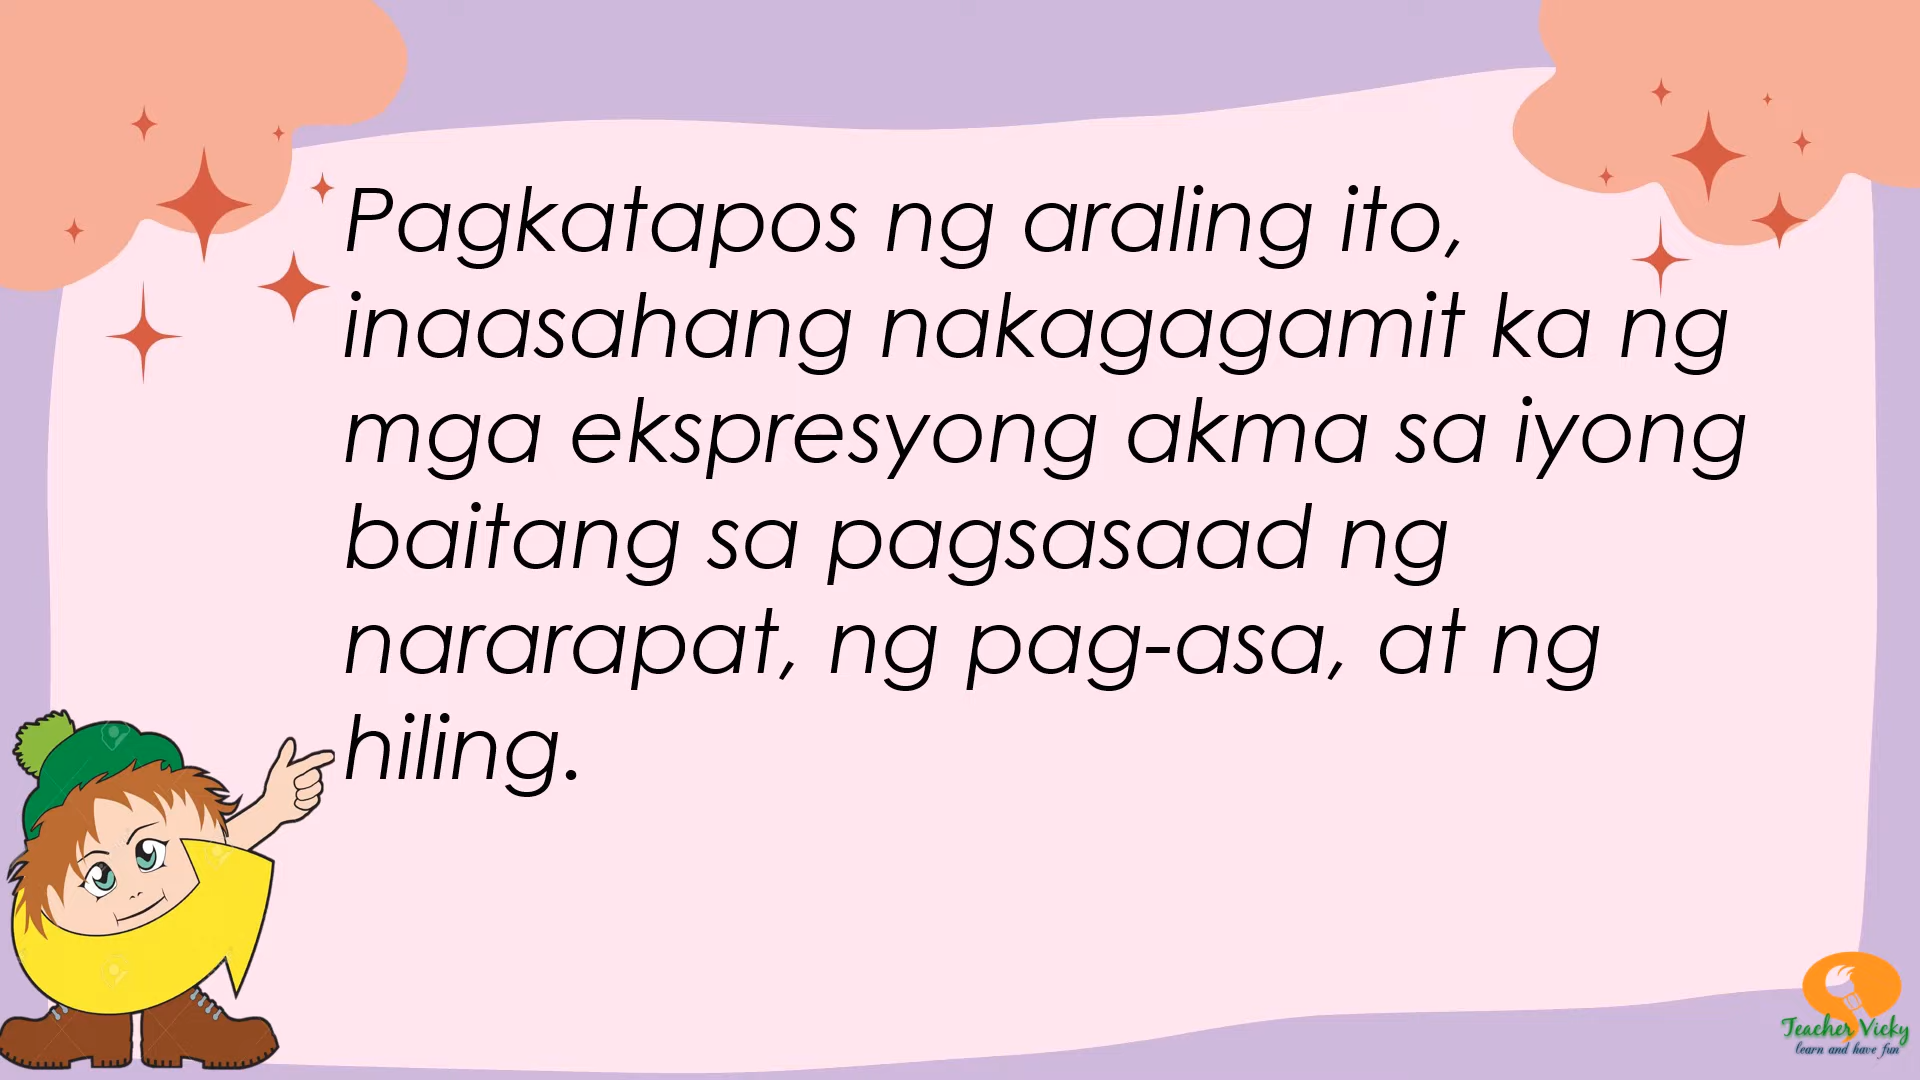 Pagkatapos ng araling ito,
inaasahang nakagagamit ka ng
mga ekspresyong akma sa iyong
baitang sa pagsasaad ng
nararapat, ng pag-asa, at ng
hiling.
Teacher Vicky
learn and have fun